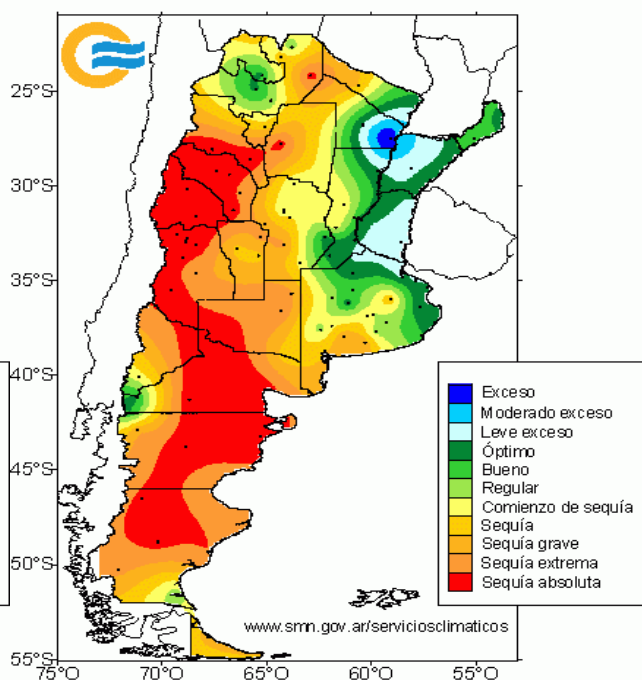 25°S
30°S
35°S
40°S
45°S
50°S
55°S
75°O
70°O
65°O
60°O
55°O
Exceso
Moderado exceso
Leve exceso
Óptimo
Bueno
Regular
Comienzo de sequía
Sequía
Sequía grave
Sequía extrema
Sequía absoluta
www.smn.gov.ar/serviciosclimaticos